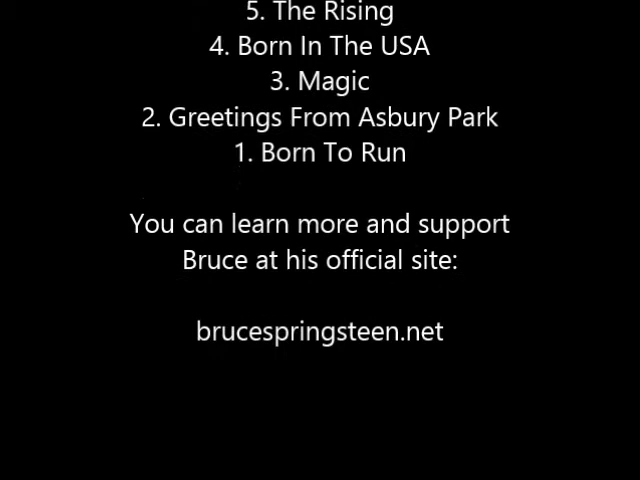 5. The Rising
4. Born In The USA
3. Magic
2. Greetings From Asbury Park
1. Born To Run
You can learn more and support
Bruce at his official site:
brucespringsteen.net